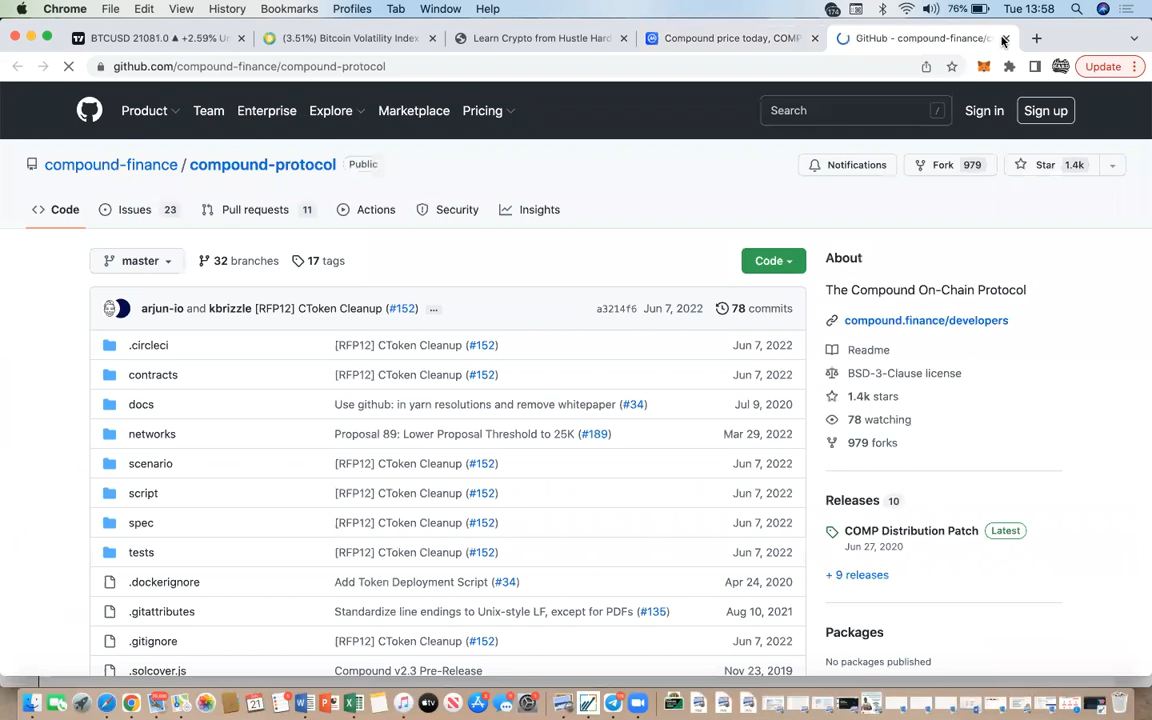 Chrome File Edit View History Bookmarks Profiles Tab Window Help 174 76% Tue 13:58
BTCUSD 21081.0 ▲ +2.59% Un
(3.51%) Bitcoin Volatility Index
Learn Crypto from Hustle Hard
Compound price today, COMP
GitHub - compound-finance/c
github.com/compound-finance/compound-protocol
Update
Product Team Enterprise Explore Marketplace Pricing
Search /
Sign in
Sign up
compound-finance / compound-protocol Public
Notifications
Fork 979
Star 1.4k
Code
Issues 23
Pull requests 11
Actions
Security
Insights
master
32 branches
17 tags
Code
arjun-io and kbrizzle [RFP12] CToken Cleanup (#152) ... a3214f6 Jun 7, 2022 78 commits
.circleci [RFP12] CToken Cleanup (#152) Jun 7, 2022
contracts [RFP12] CToken Cleanup (#152) Jun 7, 2022
docs Use github: in yarn resolutions and remove whitepaper (#34) Jul 9, 2020
networks Proposal 89: Lower Proposal Threshold to 25K (#189) Mar 29, 2022
scenario [RFP12] CToken Cleanup (#152) Jun 7, 2022
script [RFP12] CToken Cleanup (#152) Jun 7, 2022
spec [RFP12] CToken Cleanup (#152) Jun 7, 2022
tests [RFP12] CToken Cleanup (#152) Jun 7, 2022
.dockerignore Add Token Deployment Script (#34) Apr 24, 2020
.gitattributes Standardize line endings to Unix-style LF, except for PDFs (#135) Aug 10, 2021
.gitignore [RFP12] CToken Cleanup (#152) Jun 7, 2022
.solcover.js Compound v2.3 Pre-Release Nov 23, 2019
About
The Compound On-Chain Protocol
compound.finance/developers
Readme
BSD-3-Clause license
1.4k stars
78 watching
979 forks
Releases 10
COMP Distribution Patch Latest
Jun 27, 2020
+ 9 releases
Packages
No packages published